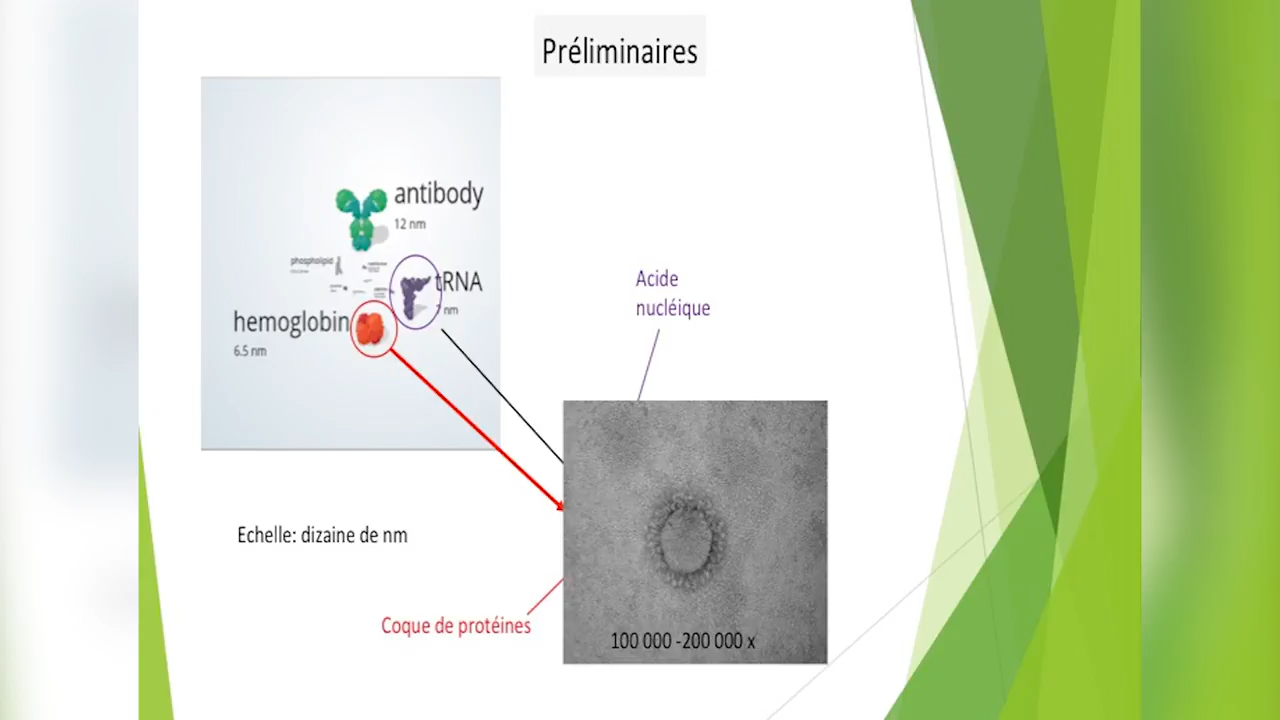 Préliminaires
antibody
12 nm
phospholipid
tRNA
nm
hemoglobin
6.5 nm
Acide
nucléique
Echelle: dizaine de nm
Coque de protéines
100 000 -200 000 x